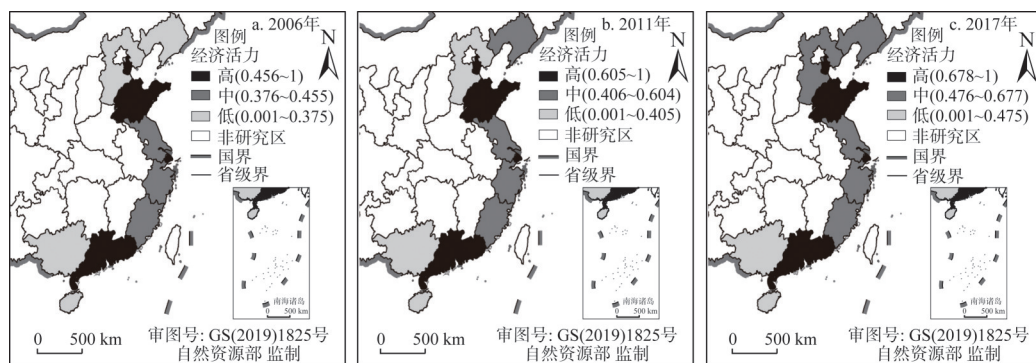 a. 2006年
N
图例
经济活力
高(0.456~1)
中(0.376~0.455)
低(0.001~0.375)
非研究区
国界
省级界
南海诸岛
0 500 km
0 500 km
审图号: GS(2019)1825号
自然资源部 监制
b. 2011年
N
图例
经济活力
高(0.605~1)
中(0.406~0.604)
低(0.001~0.405)
非研究区
国界
省级界
南海诸岛
0 500 km
0 500 km
审图号: GS(2019)1825号
自然资源部 监制
c. 2017年
N
图例
经济活力
高(0.678~1)
中(0.476~0.677)
低(0.001~0.475)
非研究区
国界
省级界
南海诸岛
0 500 km
0 500 km
审图号: GS(2019)1825号
自然资源部 监制